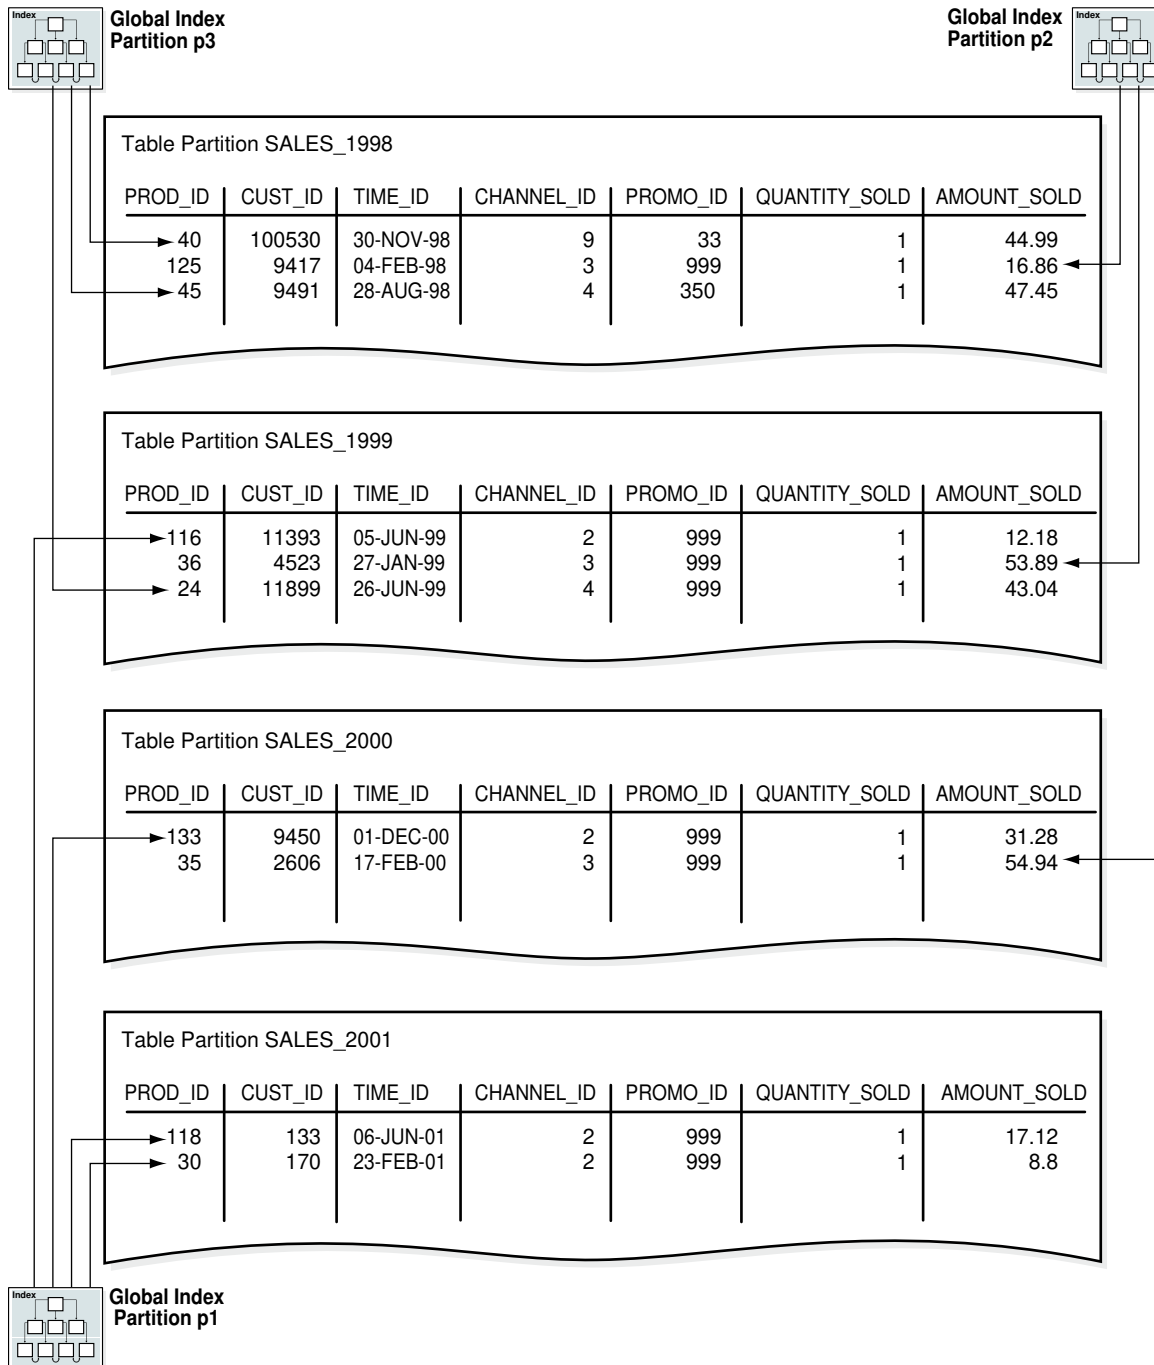 Index
Global Index
Partition p3
Global Index
Partition p2
Index
Table Partition SALES_1998
PROD_ID CUST_ID TIME_ID CHANNEL_ID PROMO_ID QUANTITY_SOLD AMOUNT_SOLD
40 100530 30-NOV-98 9 33 1 44.99
125 9417 04-FEB-98 3 999 1 16.86
45 9491 28-AUG-98 4 350 1 47.45
Table Partition SALES_1999
PROD_ID CUST_ID TIME_ID CHANNEL_ID PROMO_ID QUANTITY_SOLD AMOUNT_SOLD
116 11393 05-JUN-99 2 999 1 12.18
36 4523 27-JAN-99 3 999 1 53.89
24 11899 26-JUN-99 4 999 1 43.04
Table Partition SALES_2000
PROD_ID CUST_ID TIME_ID CHANNEL_ID PROMO_ID QUANTITY_SOLD AMOUNT_SOLD
133 9450 01-DEC-00 2 999 1 31.28
35 2606 17-FEB-00 3 999 1 54.94
Table Partition SALES_2001
PROD_ID CUST_ID TIME_ID CHANNEL_ID PROMO_ID QUANTITY_SOLD AMOUNT_SOLD
118 133 06-JUN-01 2 999 1 17.12
30 170 23-FEB-01 2 999 1 8.8
Index
Global Index
Partition p1